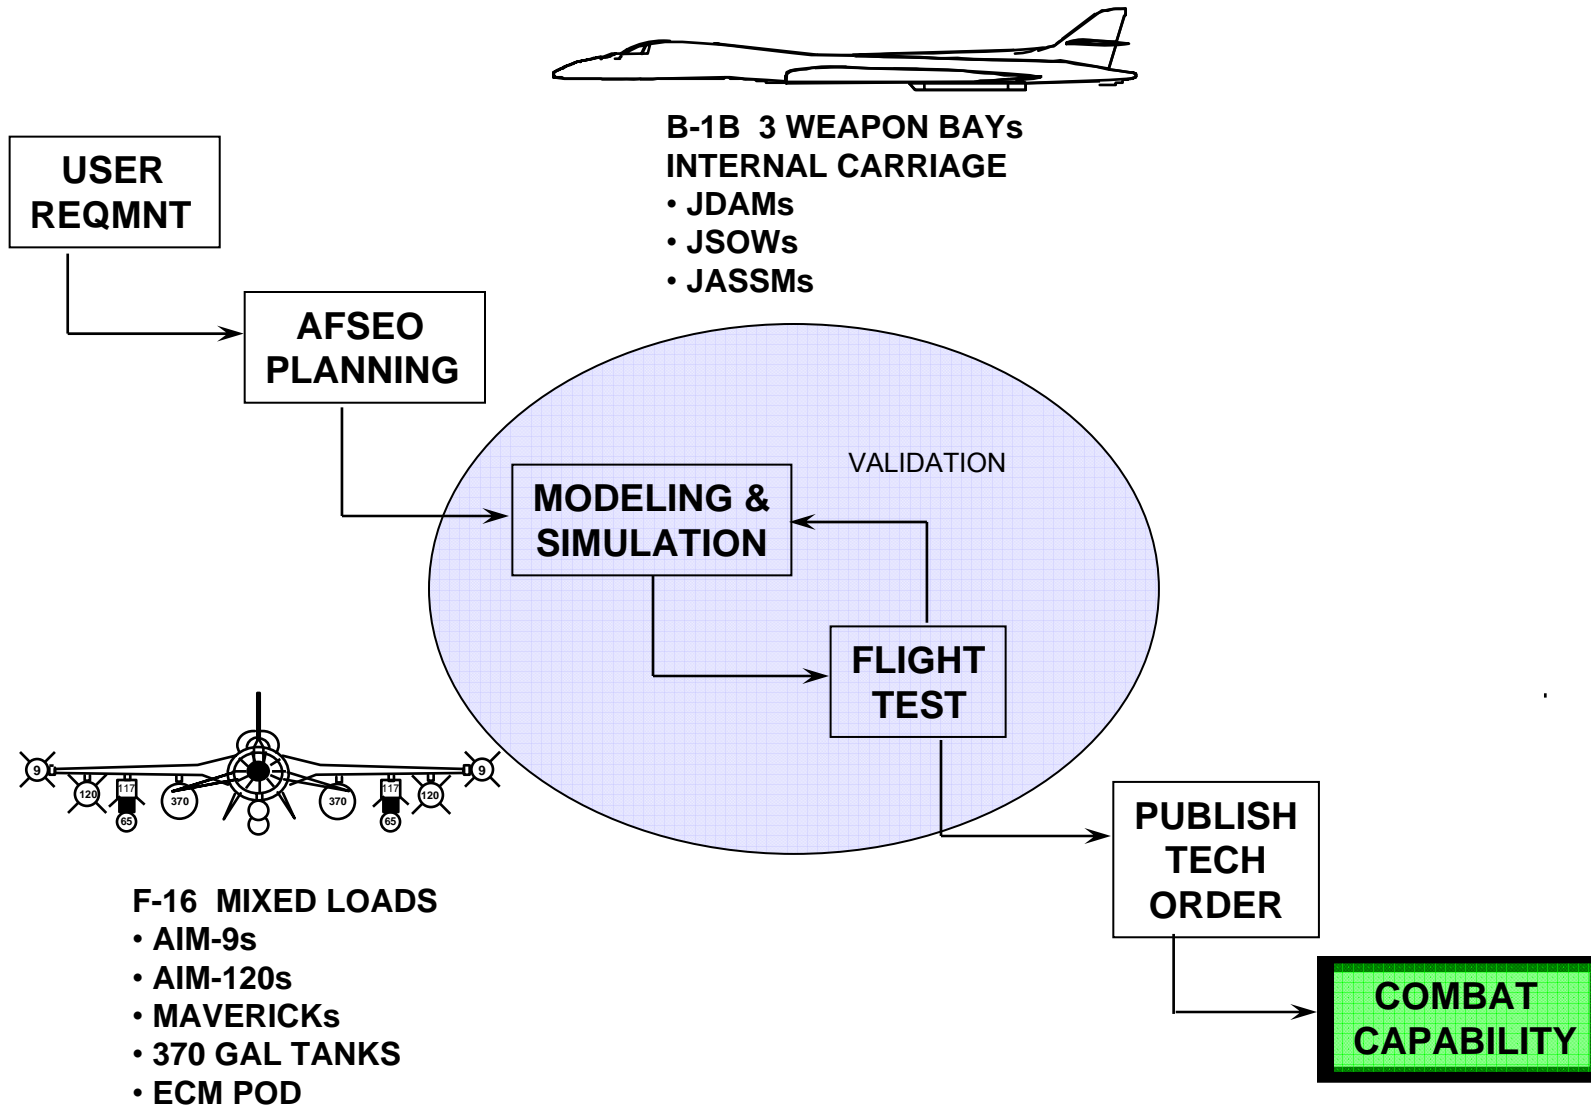 B-1B 3 WEAPON BAYs
INTERNAL CARRIAGE
• JDAMs
• JSOWs
• JASSMs
USER
REQMNT
AFSEO
PLANNING
VALIDATION
MODELING &
SIMULATION
FLIGHT
TEST
9
120
117
65
370
370
117
65
120
9
PUBLISH
TECH
ORDER
F-16 MIXED LOADS
• AIM-9s
• AIM-120s
• MAVERICKs
• 370 GAL TANKS
• ECM POD
COMBAT
CAPABILITY